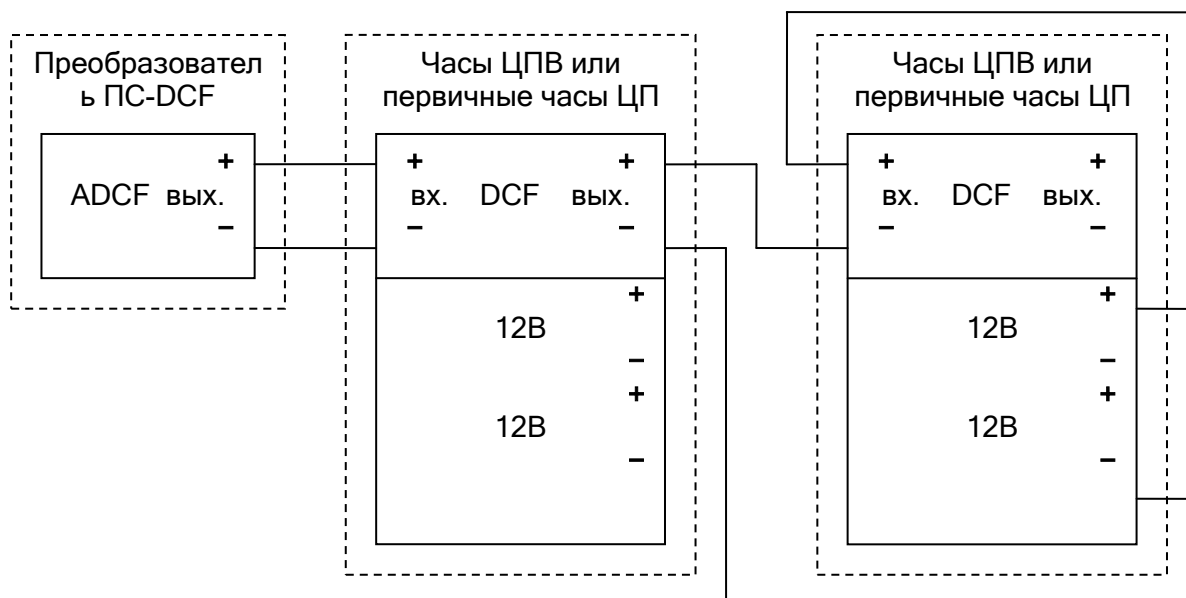 Преобразовател
ь ПС-DCF
+
ADCF вых.
−
Часы ЦПВ или
первичные часы ЦП
+ +
вх. DCF вых.
− −
+
12В
−
+
12В
−
Часы ЦПВ или
первичные часы ЦП
+ +
вх. DCF вых.
− −
+
12В
−
+
12В
−